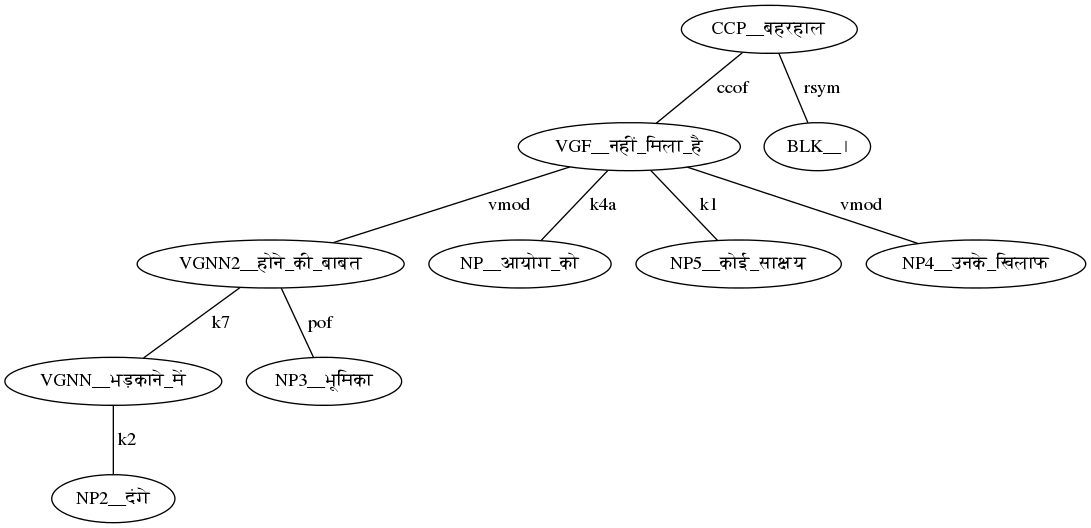 CCP__बहरहाल
ccof rsym
VGF__नहीं_मिला_है BLK__।
vmod k4a k1 vmod
VGNN2__होने_की_बाबत NP__आयोग_को NP5__कोई_साक्ष्य NP4__उनके_खिलाफ
k7 pof
VGNN__भड़काने_में NP3__भूमिका
k2
NP2__दंगे